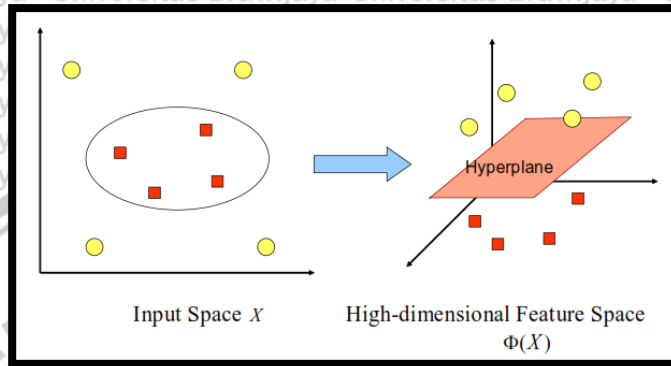 Hyperplane
Input Space X
High-dimensional Feature Space
Φ(X)